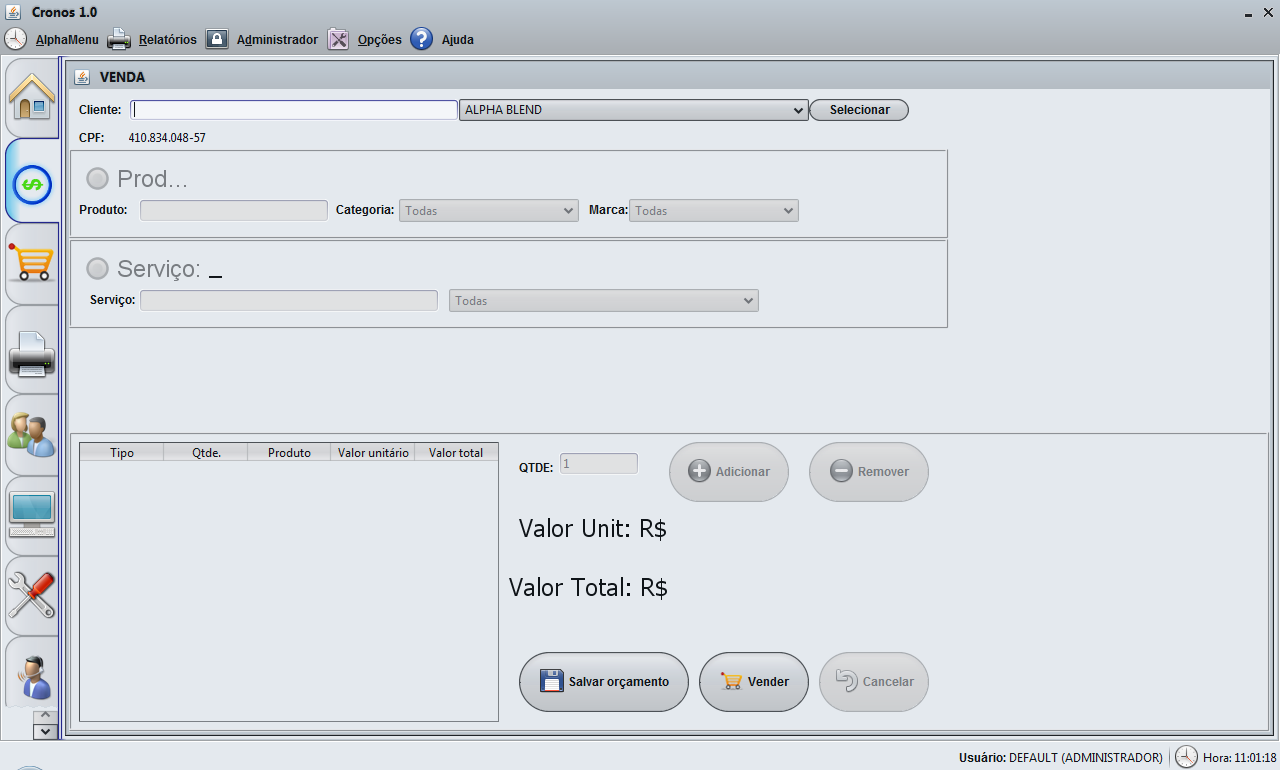 Cronos 1.0
AlphaMenu Relatórios Administrador Opções Ajuda
VENDA
Cliente: ALPHA BLEND Selecionar
CPF: 410.834.048-57
Prod...
Produto: Categoria: Todas Marca: Todas
Serviço: _
Serviço: Todas
Tipo Qtde. Produto Valor unitário Valor total
QTDE: 1 Adicionar Remover
Valor Unit: R$
Valor Total: R$
Salvar orçamento Vender Cancelar
Usuário: DEFAULT (ADMINISTRADOR) Hora: 11:01:18